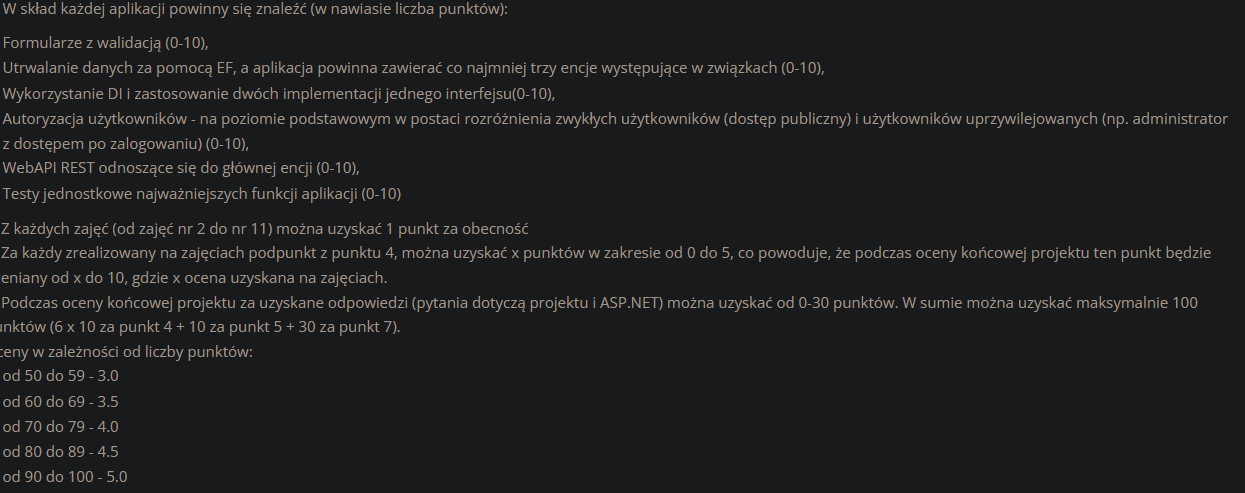 W skład każdej aplikacji powinny się znaleźć (w nawiasie liczba punktów):
Formularze z walidacją (0-10),
Utrwalanie danych za pomocą EF, a aplikacja powinna zawierać co najmniej trzy encje występujące w związkach (0-10),
Wykorzystanie DI i zastosowanie dwóch implementacji jednego interfejsu(0-10),
Autoryzacja użytkowników - na poziomie podstawowym w postaci rozróżnienia zwykłych użytkowników (dostęp publiczny) i użytkowników uprzywilejowanych (np. administrator
z dostępem po zalogowaniu) (0-10),
WebAPI REST odnoszące się do głównej encji (0-10),
Testy jednostkowe najważniejszych funkcji aplikacji (0-10)
Z każdych zajęć (od zajęć nr 2 do nr 11) można uzyskać 1 punkt za obecność
Za każdy zrealizowany na zajęciach podpunkt z punktu 4, można uzyskać x punktów w zakresie od 0 do 5, co powoduje, że podczas oceny końcowej projektu ten punkt będzie
eniany od x do 10, gdzie x ocena uzyskana na zajęciach.
Podczas oceny końcowej projektu za uzyskane odpowiedzi (pytania dotyczą projektu i ASP.NET) można uzyskać od 0-30 punktów. W sumie można uzyskać maksymalnie 100
unktów (6 x 10 za punkt 4 + 10 za punkt 5 + 30 za punkt 7).
ceny w zależności od liczby punktów:
od 50 do 59 - 3.0
od 60 do 69 - 3.5
od 70 do 79 - 4.0
od 80 do 89 - 4.5
od 90 do 100 - 5.0